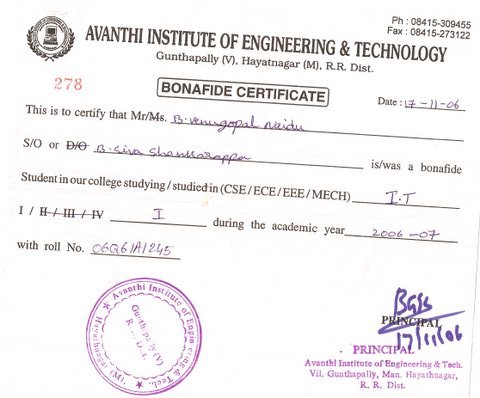 Ph : 08415-309455
Fax : 08415-273122
AVANTHI INSTITUTE OF ENGINEERING & TECHNOLOGY
Gunthapally (V), Hayatnagar (M), R.R. Dist.
278
BONAFIDE CERTIFICATE
Date : 17-11-06
This is to certify that Mr/Ms. B. Venugopal Naidu
S/O or D/O B. Siva Shankarappa is/was a bonafide
Student in our college studying / studied in (CSE / ECE / EEE / MECH) I.T
I / II / III / IV I during the academic year 2006-07
with roll No. 06Q61A1245
Avanthi Institute of Engineering & Tech. Hayathnagar (M).
Gunthapally (V)
R. R. Dist.
PRINCIPAL
17/11/06
PRINCIPAL
Avanthi Institute of Engineering & Tech.
Vil. Gunthapally, Man. Hayathnagar,
R. R. Dist.